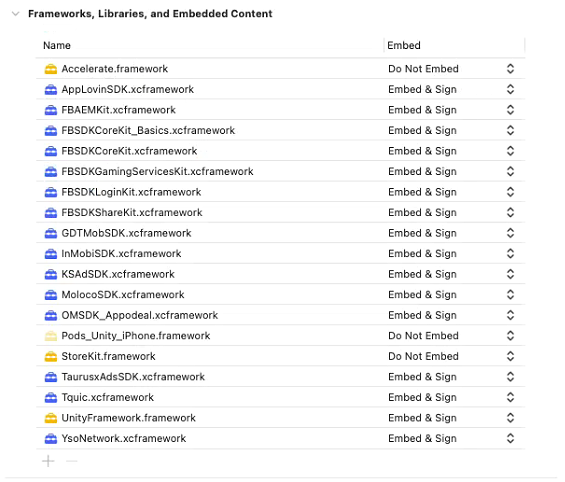 Frameworks, Libraries, and Embedded Content
Name Embed
Accelerate.framework Do Not Embed
AppLovinSDK.xcframework Embed & Sign
FBAEMKit.xcframework Embed & Sign
FBSDKCoreKit_Basics.xcframework Embed & Sign
FBSDKCoreKit.xcframework Embed & Sign
FBSDKGamingServicesKit.xcframework Embed & Sign
FBSDKLoginKit.xcframework Embed & Sign
FBSDKShareKit.xcframework Embed & Sign
GDTMobSDK.xcframework Embed & Sign
InMobiSDK.xcframework Embed & Sign
KSAdSDK.xcframework Embed & Sign
MolocoSDK.xcframework Embed & Sign
OMSDK_Appodeal.xcframework Embed & Sign
Pods_Unity_iPhone.framework Do Not Embed
StoreKit.framework Do Not Embed
TaurusxAdsSDK.xcframework Embed & Sign
Tquic.xcframework Embed & Sign
UnityFramework.framework Embed & Sign
YsoNetwork.xcframework Embed & Sign